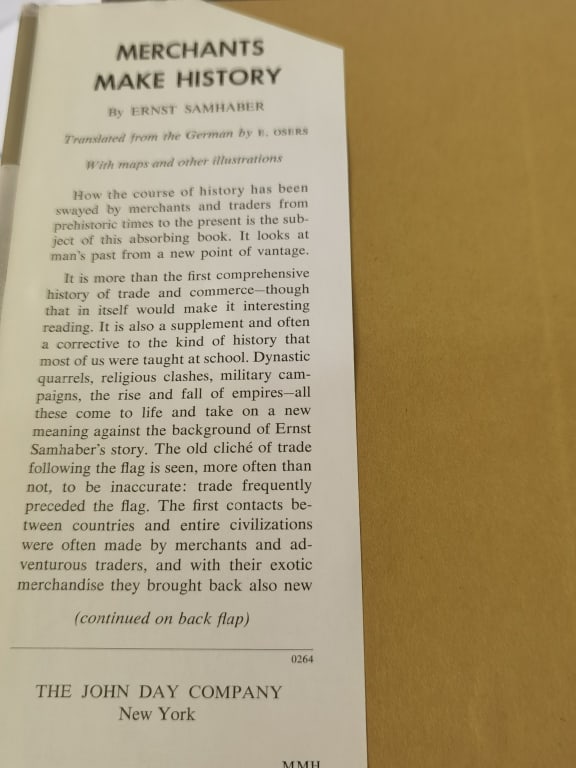 MERCHANTS
MAKE HISTORY
By ERNST SAMHABER
Translated from the German by E. OSERS
With maps and other illustrations
How the course of history has been
swayed by merchants and traders from
prehistoric times to the present is the sub-
ject of this absorbing book. It looks at
man's past from a new point of vantage.
It is more than the first comprehensive
history of trade and commerce—though
that in itself would make it interesting
reading. It is also a supplement and often
a corrective to the kind of history that
most of us were taught at school. Dynastic
quarrels, religious clashes, military cam-
paigns, the rise and fall of empires—all
these come to life and take on a new
meaning against the background of Ernst
Samhaber's story. The old cliché of trade
following the flag is seen, more often than
not, to be inaccurate: trade frequently
preceded the flag. The first contacts be-
tween countries and entire civilizations
were often made by merchants and ad-
venturous traders, and with their exotic
merchandise they brought back also new
(continued on back flap)
0264
THE JOHN DAY COMPANY
New York
MMH